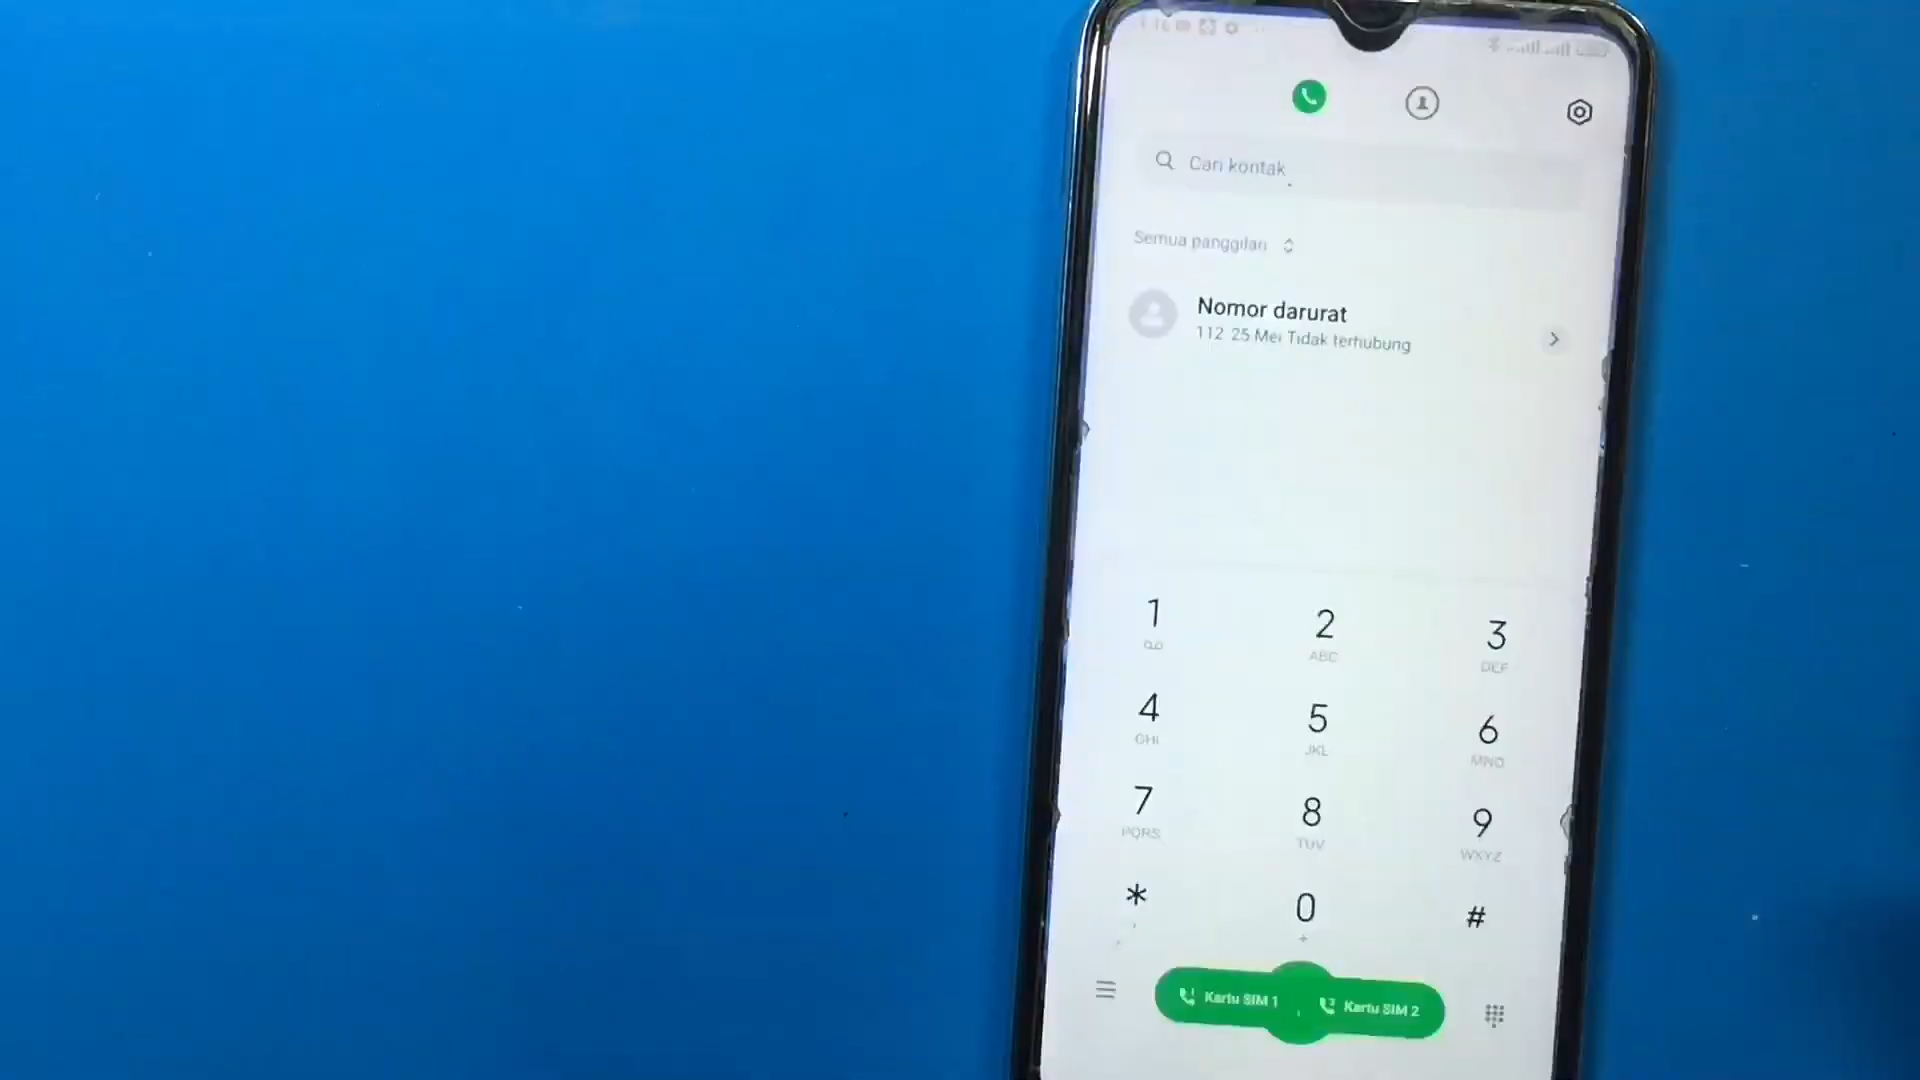 Cari kontak
Semua panggilan
Nomor darurat
112 25 Mei Tidak terhubung
1
2
ABC
3
DEF
4
GHI
5
JKL
6
MNO
7
PQRS
8
TUV
9
WXYZ
*
0
+
#
Kartu SIM 1
Kartu SIM 2